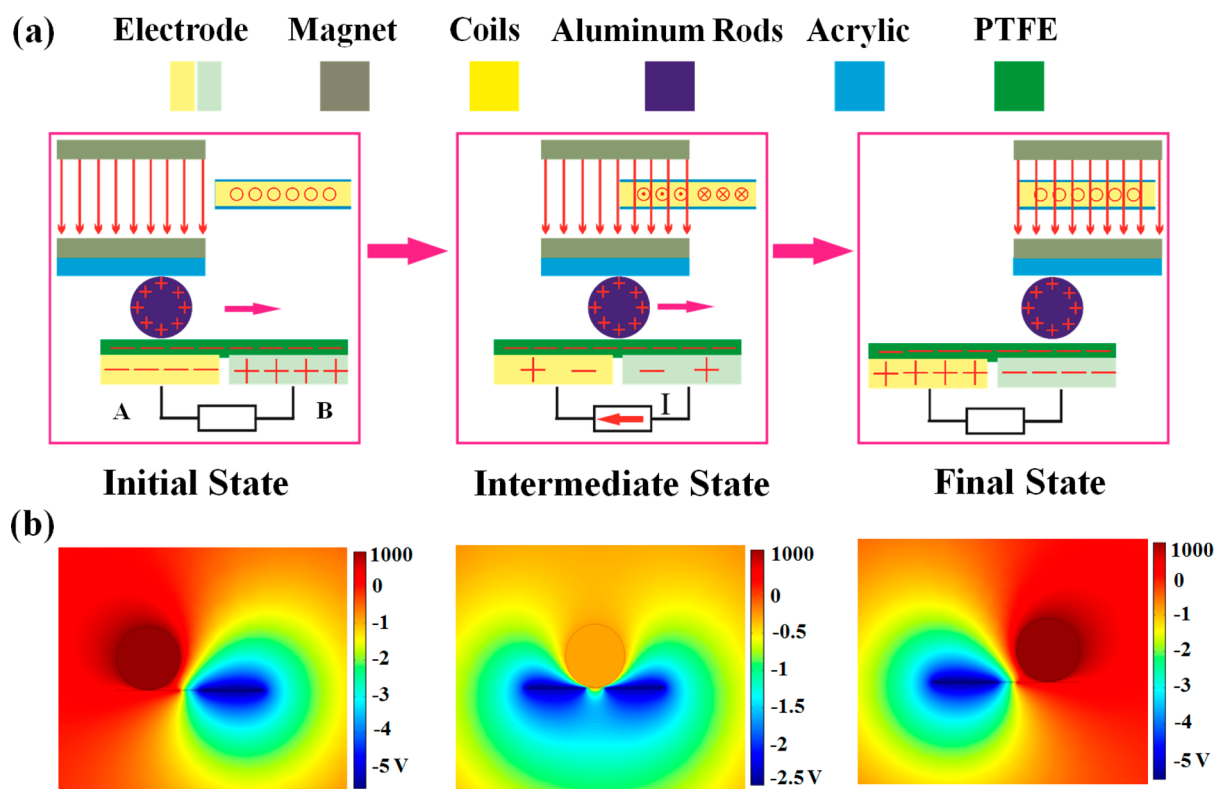 (a) Electrode Magnet Coils Aluminum Rods Acrylic PTFE
A B I
Initial State Intermediate State Final State
(b)
1000 1000 1000
0 0 0
-1 -0.5 -1
-2 -1 -2
-3 -1.5 -3
-4 -2 -4
-5 V -2.5 V -5 V